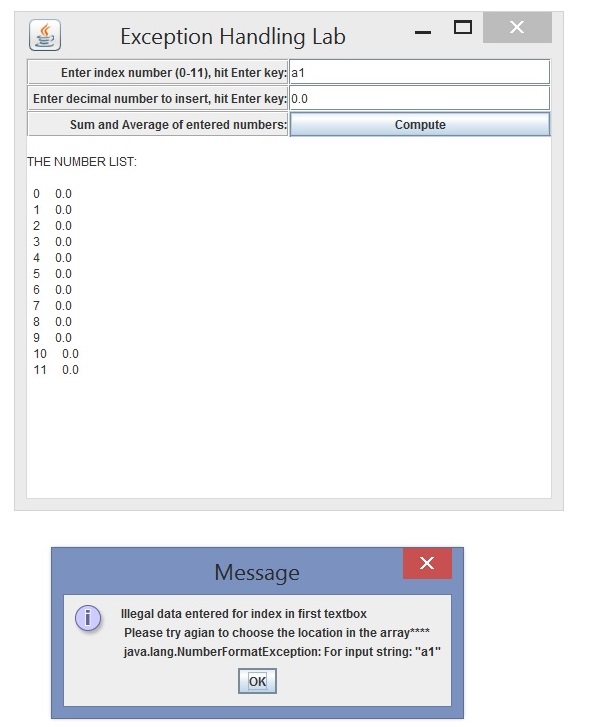 Exception Handling Lab
Enter index number (0-11), hit Enter key: a1
Enter decimal number to insert, hit Enter key: 0.0
Sum and Average of entered numbers: Compute
THE NUMBER LIST:
0 0.0
1 0.0
2 0.0
3 0.0
4 0.0
5 0.0
6 0.0
7 0.0
8 0.0
9 0.0
10 0.0
11 0.0
Message
Illegal data entered for index in first textbox
Please try agian to choose the location in the array****
java.lang.NumberFormatException: For input string: "a1"
OK